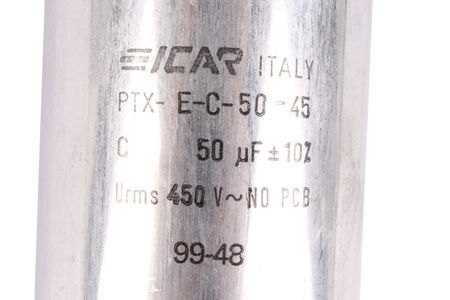 ICAR ITALY
PTX-E-C-50-45
C 50 µF ±10%
Urms 450 V~ NO PCB
99-48